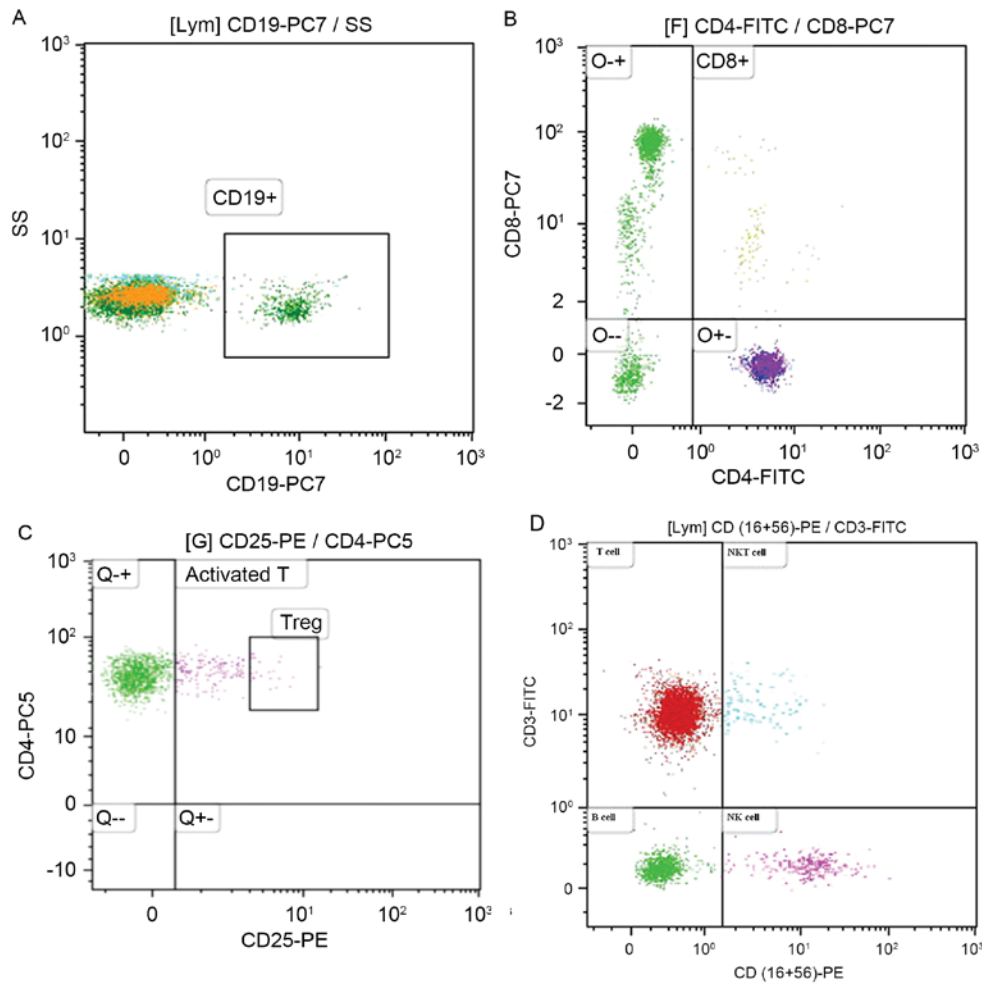 A
[Lym] CD19-PC7 / SS
SS
10³
10²
10¹
10⁰
CD19+
0
10⁰
10¹
10²
10³
CD19-PC7
B
[F] CD4-FITC / CD8-PC7
CD8-PC7
10³
10²
10¹
2
0
-2
O-+
CD8+
O--
O+-
0
10⁰
10¹
10²
10³
CD4-FITC
C
[G] CD25-PE / CD4-PC5
CD4-PC5
10³
10²
10
0
-10
Q-+
Activated T
Treg
Q--
Q+-
0
10¹
10²
10³
CD25-PE
D
[Lym] CD (16+56)-PE / CD3-FITC
CD3-FITC
10³
10²
10¹
10⁰
0
T cell
NKT cell
B cell
NK cell
0
10⁰
10¹
10²
10³
CD (16+56)-PE